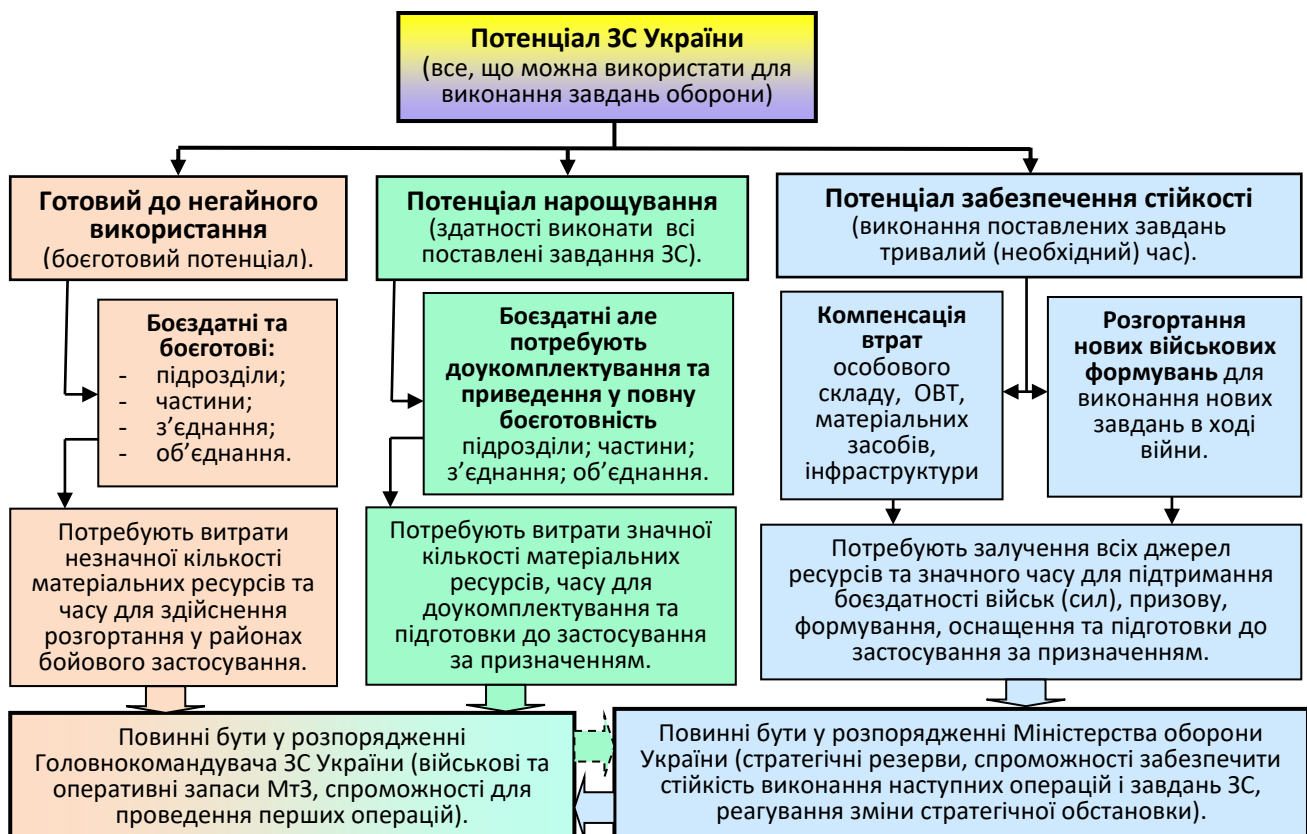 Потенціал ЗС України
(все, що можна використати для
виконання завдань оборони)
Готовий до негайного
використання
(боєготовий потенціал).
Потенціал нарощування
(здатності виконати всі
поставлені завдання ЗС).
Потенціал забезпечення стійкості
(виконання поставлених завдань
тривалий (необхідний) час).
Боєздатні та
боєготові:
- підрозділи;
- частини;
- з’єднання;
- об’єднання.
Боєздатні але
потребують
доукомплектування та
приведення у повну
боєготовність
підрозділи; частини;
з’єднання; об’єднання.
Компенсація
втрат
особового
складу, ОВТ,
матеріальних
засобів,
інфраструктури
Розгортання
нових військових
формувань для
виконання нових
завдань в ході
війни.
Потребують витрати
незначної кількості
матеріальних ресурсів та
часу для здійснення
розгортання у районах
бойового застосування.
Потребують витрати значної
кількості матеріальних
ресурсів, часу для
доукомплектування та
підготовки до застосування
за призначенням.
Потребують залучення всіх джерел
ресурсів та значного часу для підтримання
боєздатності військ (сил), призову,
формування, оснащення та підготовки до
застосування за призначенням.
Повинні бути у розпорядженні
Головнокомандувача ЗС України (військові та
оперативні запаси МтЗ, спроможності для
проведення перших операцій).
Повинні бути у розпорядженні Міністерства оборони
України (стратегічні резерви, спроможності забезпечити
стійкість виконання наступних операцій і завдань ЗС,
реагування зміни стратегічної обстановки).